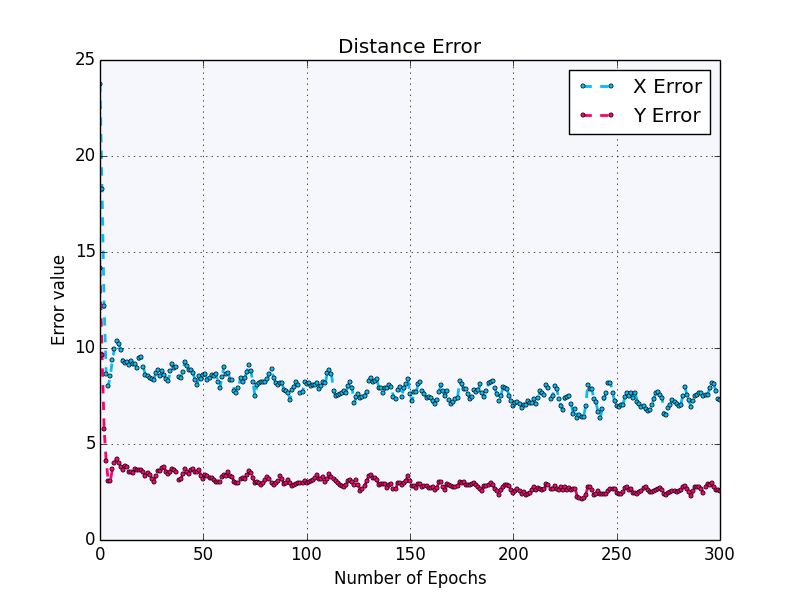 Distance Error
X Error
Y Error
Error value
25
20
15
10
5
0
0 50 100 150 200 250 300
Number of Epochs